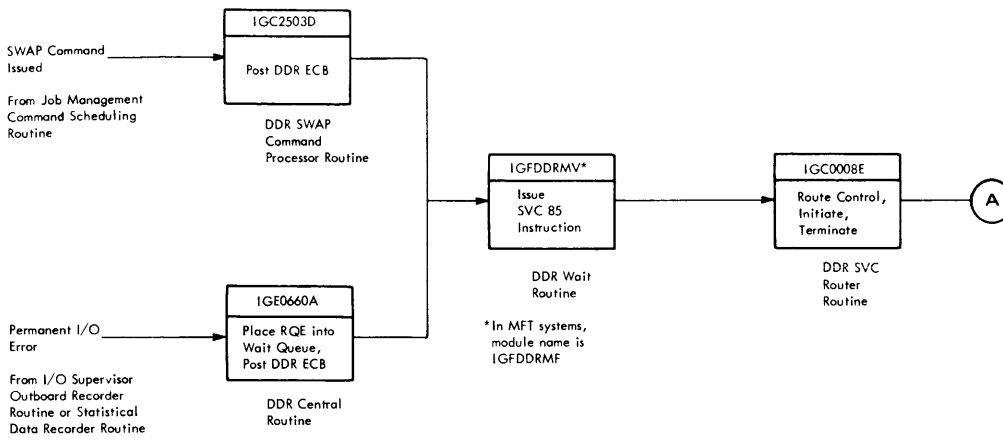 IGC2503D
SWAP Command
Issued
Post DDR ECB
From Job Management
Command Scheduling
Routine
DDR SWAP
Command
Processor Routine
IGFDDRMV*
Issue
SVC 85
Instruction
DDR Wait
Routine
*In MFT systems,
module name is
IGFDDRMF
IGC0008E
Route Control,
Initiate,
Terminate
DDR SVC
Router
Routine
A
IGE0660A
Permanent I/O
Error
Place RQE into
Wait Queue,
Post DDR ECB
From I/O Supervisor
Outboard Recorder
Routine or Statistical
Data Recorder Routine
DDR Central
Routine